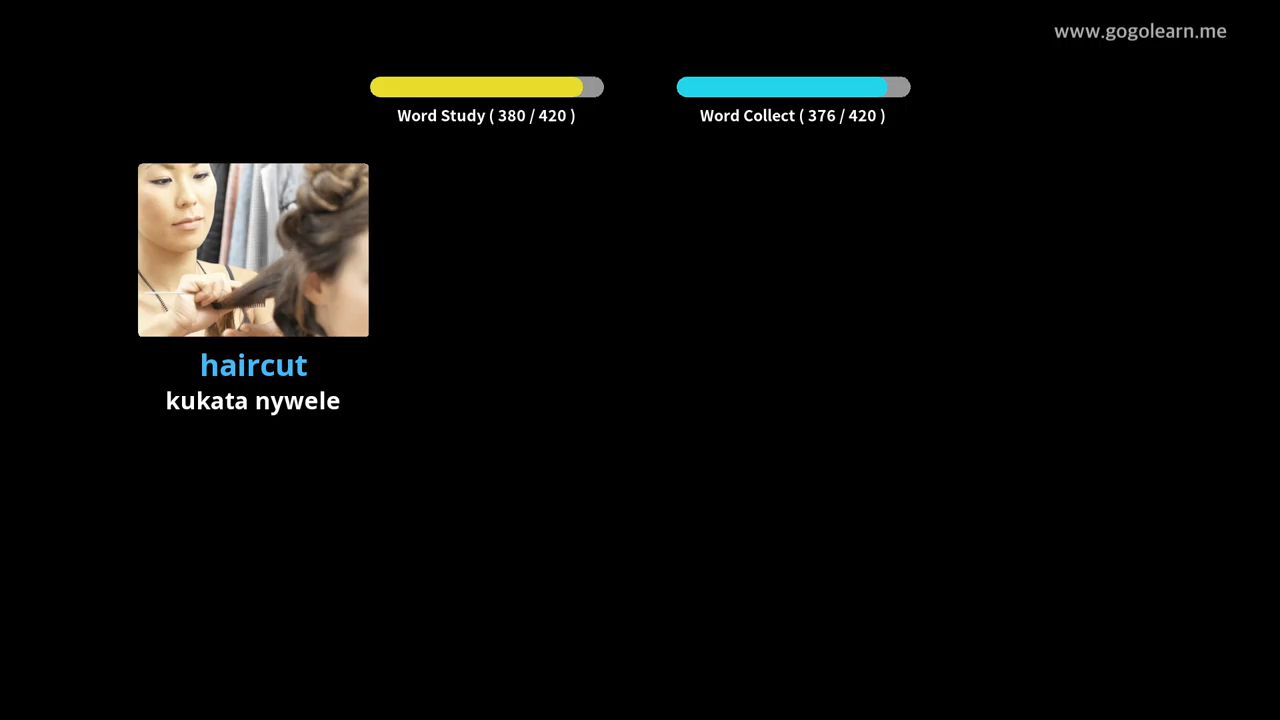 www.gogolearn.me
Word Study ( 380 / 420 )
Word Collect ( 376 / 420 )
haircut
kukata nywele